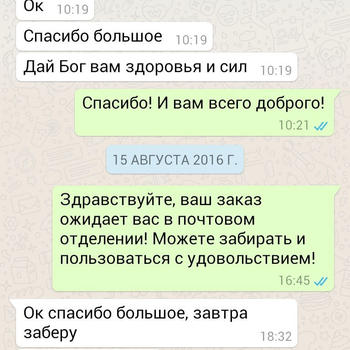 Ок 10:19
Спасибо большое 10:19
Дай Бог вам здоровья и сил 10:19
Спасибо! И вам всего доброго!
10:21
15 АВГУСТА 2016 Г.
Здравствуйте, ваш заказ
ожидает вас в почтовом
отделении! Можете забирать и
пользоваться с удовольствием!
16:45
Ок спасибо большое, завтра
заберу 18:32